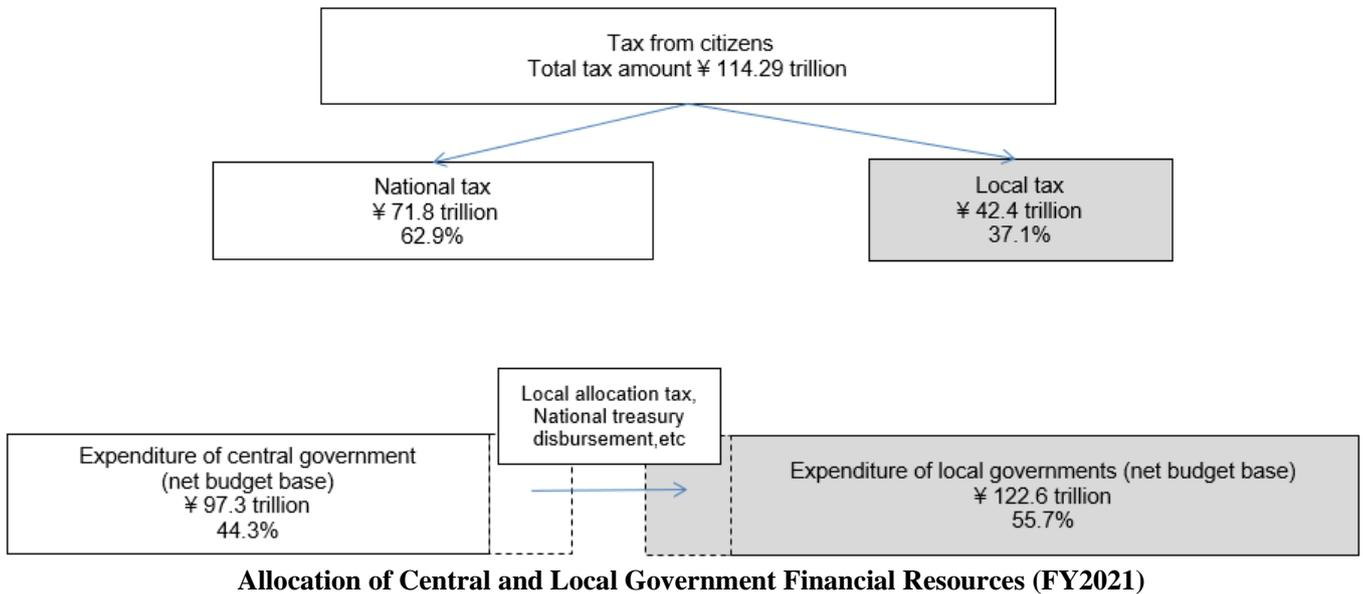 Tax from citizens
Total tax amount ¥ 114.29 trillion
National tax
¥ 71.8 trillion
62.9%
Local tax
¥ 42.4 trillion
37.1%
Local allocation tax,
National treasury
disbursement,etc
Expenditure of central government
(net budget base)
¥ 97.3 trillion
44.3%
Expenditure of local governments (net budget base)
¥ 122.6 trillion
55.7%
Allocation of Central and Local Government Financial Resources (FY2021)